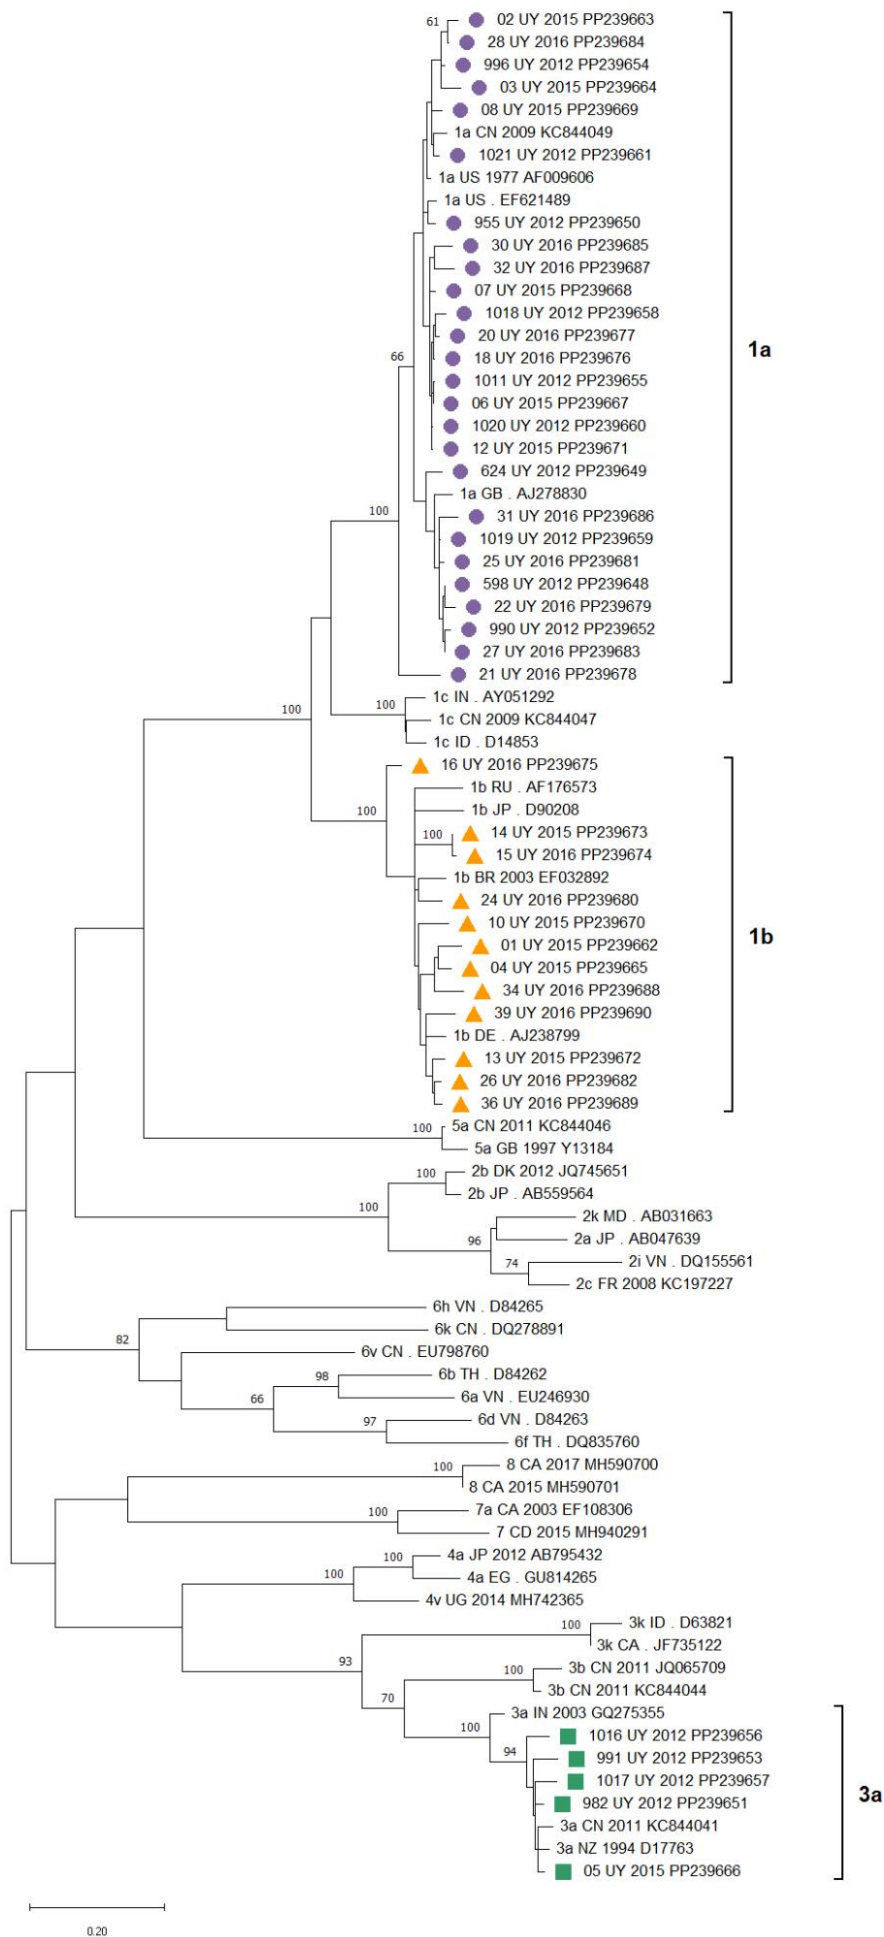 61
02 UY 2015 PP239663
28 UY 2016 PP239684
996 UY 2012 PP239654
03 UY 2015 PP239664
08 UY 2015 PP239669
1a CN 2009 KC844049
1021 UY 2012 PP239661
1a US 1977 AF009606
1a US . EF621489
955 UY 2012 PP239650
30 UY 2016 PP239685
32 UY 2016 PP239687
07 UY 2015 PP239668
1018 UY 2012 PP239658
20 UY 2016 PP239677
1a
66
18 UY 2016 PP239676
1011 UY 2012 PP239655
06 UY 2015 PP239667
1020 UY 2012 PP239660
12 UY 2015 PP239671
624 UY 2012 PP239649
1a GB . AJ278830
100
31 UY 2016 PP239686
1019 UY 2012 PP239659
25 UY 2016 PP239681
598 UY 2012 PP239648
22 UY 2016 PP239679
990 UY 2012 PP239652
27 UY 2016 PP239683
21 UY 2016 PP239678
1c IN . AY051292
100
100
1c CN 2009 KC844047
1c ID . D14853
16 UY 2016 PP239675
1b RU . AF176573
100
1b JP . D90208
100
14 UY 2015 PP239673
15 UY 2016 PP239674
1b BR 2003 EF032892
24 UY 2016 PP239680
10 UY 2015 PP239670
1b
01 UY 2015 PP239662
04 UY 2015 PP239665
34 UY 2016 PP239688
39 UY 2016 PP239690
1b DE . AJ238799
13 UY 2015 PP239672
26 UY 2016 PP239682
36 UY 2016 PP239689
100
5a CN 2011 KC844046
5a GB 1997 Y13184
100
2b DK 2012 JQ745651
2b JP . AB559564
100
2k MD . AB031663
96
2a JP . AB047639
74
2i VN . DQ155561
2c FR 2008 KC197227
6h VN . D84265
6k CN . DQ278891
82
6v CN . EU798760
98
6b TH . D84262
66
6a VN . EU246930
97
6d VN . D84263
6f TH . DQ835760
100
8 CA 2017 MH590700
8 CA 2015 MH590701
100
7a CA 2003 EF108306
7 CD 2015 MH940291
100
4a JP 2012 AB795432
100
4a EG . GU814265
4v UG 2014 MH742365
100
3k ID . D63821
3k CA . JF735122
93
100
3b CN 2011 JQ065709
3b CN 2011 KC844044
70
3a IN 2003 GQ275355
100
1016 UY 2012 PP239656
94
991 UY 2012 PP239653
1017 UY 2012 PP239657
3a
982 UY 2012 PP239651
3a CN 2011 KC844041
3a NZ 1994 D17763
05 UY 2015 PP239666
0.20